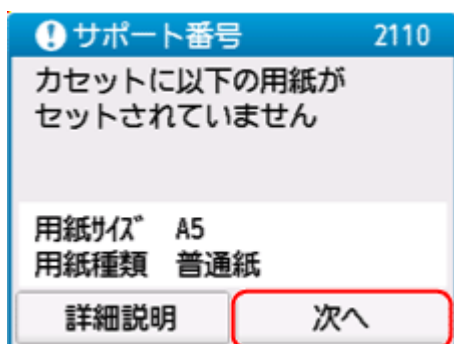 サポート番号 2110
カセットに以下の用紙が
セットされていません
用紙サイズ A5
用紙種類 普通紙
詳細説明 次へ